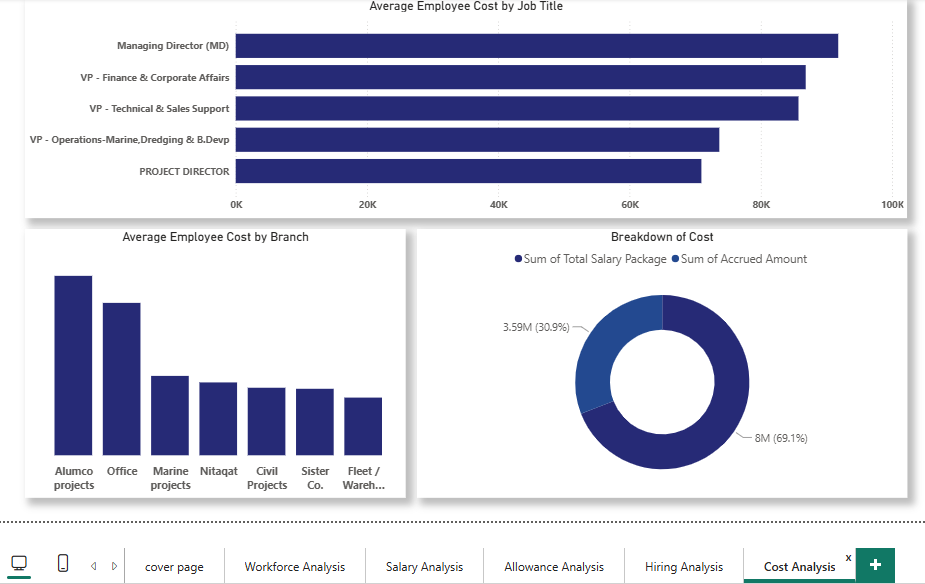 Average Employee Cost by Job Title
Managing Director (MD)
VP - Finance & Corporate Affairs
VP - Technical & Sales Support
VP - Operations-Marine,Dredging & B.Devp
PROJECT DIRECTOR
0K 20K 40K 60K 80K 100K
Average Employee Cost by Branch
Alumco projects
Office
Marine projects
Nitaqat
Civil Projects
Sister Co.
Fleet / Wareh...
Breakdown of Cost
Sum of Total Salary Package Sum of Accrued Amount
3.59M (30.9%)
8M (69.1%)
cover page Workforce Analysis Salary Analysis Allowance Analysis Hiring Analysis Cost Analysis x +